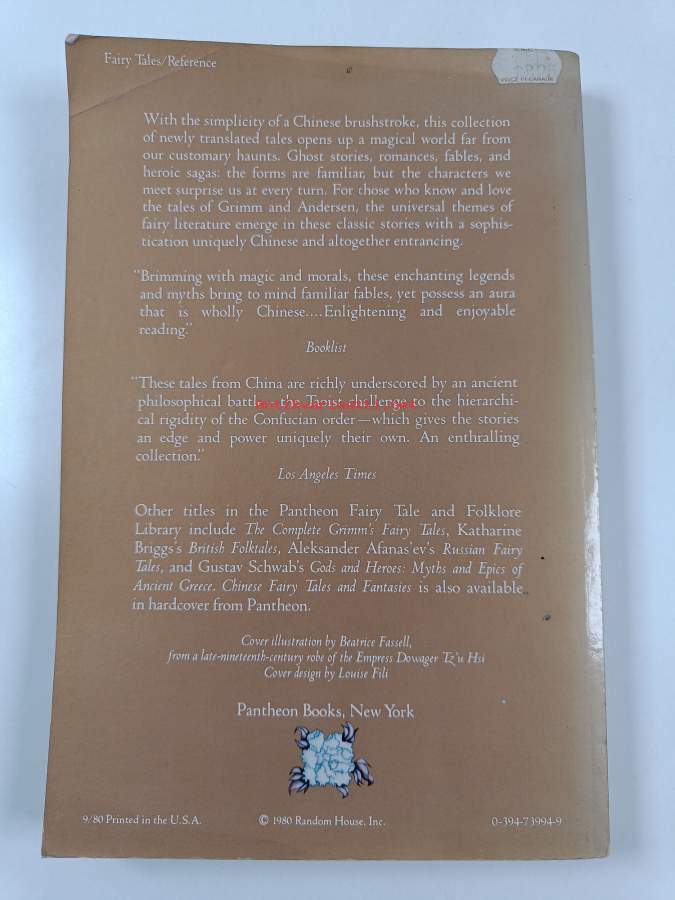 Fairy Tales/Reference
PRICE IN CANADA
With the simplicity of a Chinese brushstroke, this collection
of newly translated tales opens up a magical world far from
our customary haunts. Ghost stories, romances, fables, and
heroic sagas: the forms are familiar, but the characters we
meet surprise us at every turn. For those who know and love
the tales of Grimm and Andersen, the universal themes of
fairy literature emerge in these classic stories with a sophis-
tication uniquely Chinese and altogether entrancing.
"Brimming with magic and morals, these enchanting legends
and myths bring to mind familiar fables, yet possess an aura
that is wholly Chinese....Enlightening and enjoyable
reading."
Booklist
"These tales from China are richly underscored by an ancient
philosophical battle—the Taoist challenge to the hierarchi-
cal rigidity of the Confucian order—which gives the stories
an edge and power uniquely their own. An enthralling
collection."
Los Angeles Times
Other titles in the Pantheon Fairy Tale and Folklore
Library include The Complete Grimm's Fairy Tales, Katharine
Briggs's British Folktales, Aleksander Afanas'ev's Russian Fairy
Tales, and Gustav Schwab's Gods and Heroes: Myths and Epics of
Ancient Greece. Chinese Fairy Tales and Fantasies is also available
in hardcover from Pantheon.
Cover illustration by Beatrice Fassell,
from a late-nineteenth-century robe of the Empress Dowager Tz'u Hsi
Cover design by Louise Fili
Pantheon Books, New York
9/80 Printed in the U.S.A.
© 1980 Random House, Inc.
0-394-73994-9